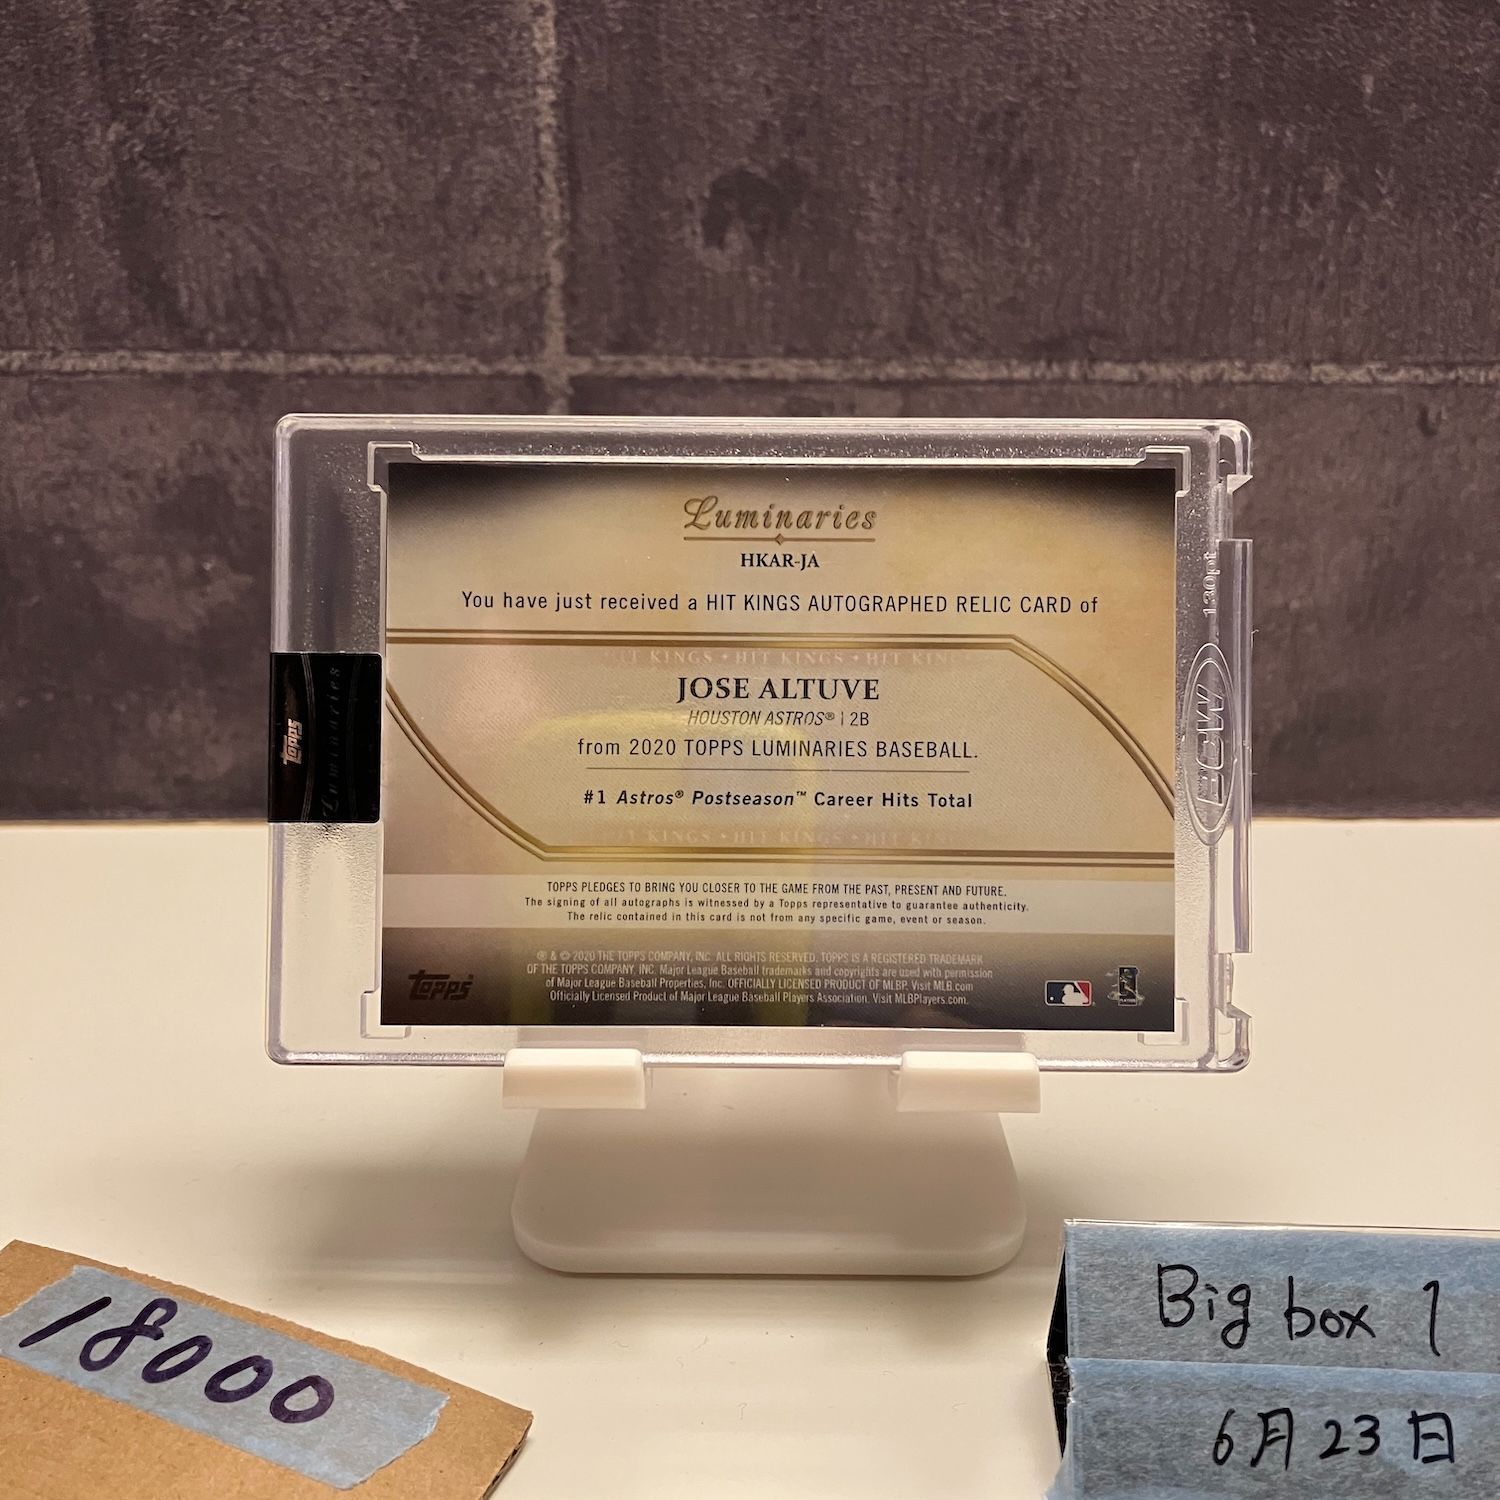 Luminaries
HKAR-JA
You have just received a HIT KINGS AUTOGRAPHED RELIC CARD of
HIT KINGS • HIT KINGS • HIT KIN
JOSE ALTUVE
HOUSTON ASTROS® | 2B
from 2020 TOPPS LUMINARIES BASEBALL.
#1 Astros® Postseason™ Career Hits Total
HIT KINGS • HIT KINGS • HIT KIN
TOPPS PLEDGES TO BRING YOU CLOSER TO THE GAME FROM THE PAST, PRESENT AND FUTURE.
The signing of all autographs is witnessed by a Topps representative to guarantee authenticity.
The relic contained in this card is not from any specific game, event or season.
® & © 2020 THE TOPPS COMPANY, INC. ALL RIGHTS RESERVED. TOPPS IS A REGISTERED TRADEMARK
OF THE TOPPS COMPANY, INC. Major League Baseball trademarks and copyrights are used with permission
of Major League Baseball Properties, Inc. OFFICIALLY LICENSED PRODUCT OF MLBP. Visit MLB.com
Officially Licensed Product of Major League Baseball Players Association. Visit MLBPlayers.com.
Topps
Topps
Luminaries
130pt
BCW
18000
Big box 1
6月23日